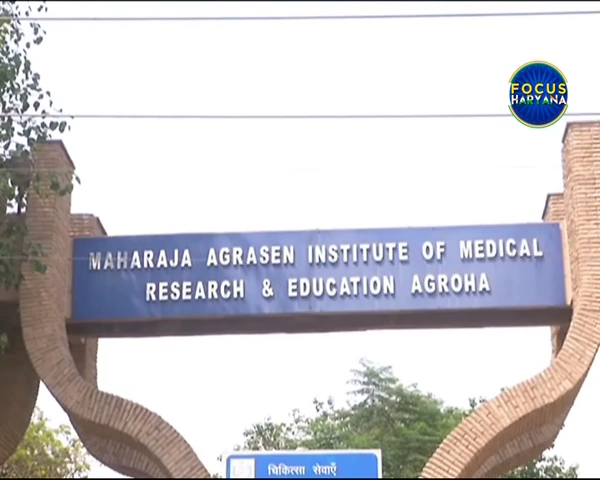 FOCUS
HARYANA
MAHARAJA AGRASEN INSTITUTE OF MEDICAL
RESEARCH & EDUCATION AGROHA
चिकित्सा सेवाएँ